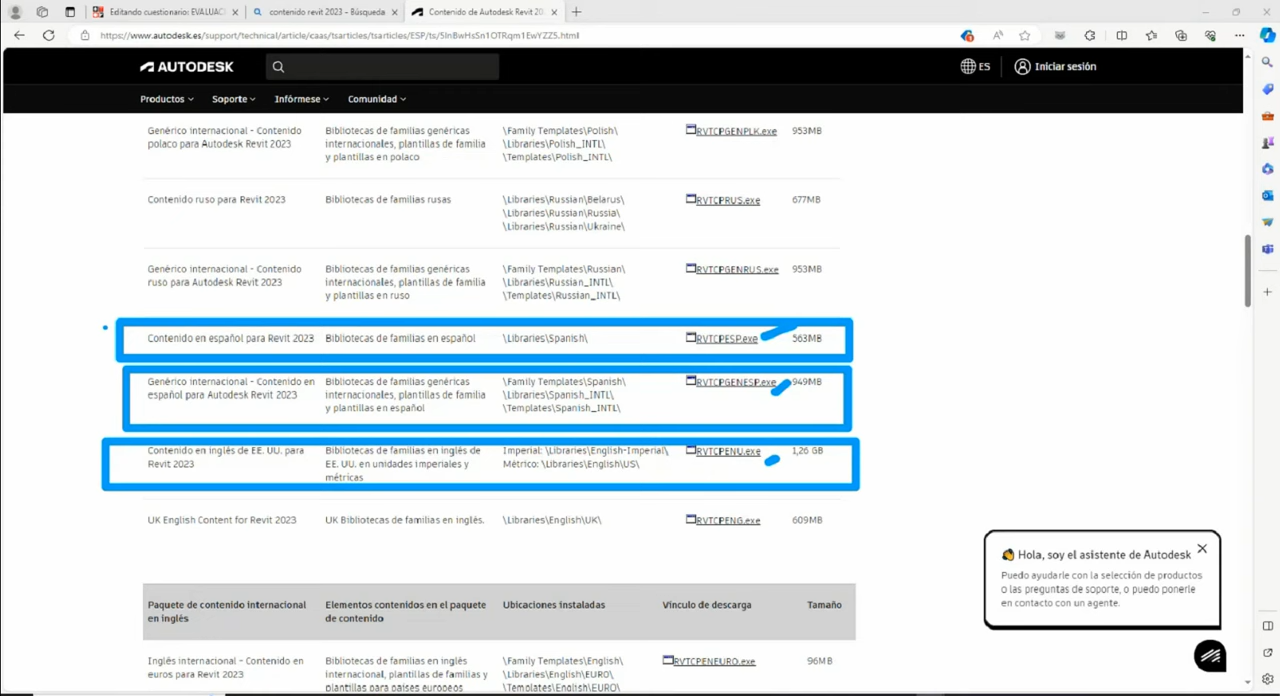 Editando cuestionario: EVALUAC
contenido revit 2023 - Búsqueda
Contenido de Autodesk Revit 20
https://www.autodesk.es/support/technical/article/caas/tsarticles/tsarticles/ESP/ts/5InBwHsSn1OTRqm1EwYZZ5.html
AUTODESK
ES
Iniciar sesión
Productos
Soporte
Infórmese
Comunidad
Genérico internacional - Contenido polaco para Autodesk Revit 2023
Bibliotecas de familias genéricas internacionales, plantillas de familia y plantillas en polaco
\Family Templates\Polish\
\Libraries\Polish_INTL\
\Templates\Polish_INTL\
RVTCPGENPLK.exe
953MB
Contenido ruso para Revit 2023
Bibliotecas de familias rusas
\Libraries\Russian\Belarus\
\Libraries\Russian\Russia\
\Libraries\Russian\Ukraine\
RVTCPRUS.exe
677MB
Genérico internacional - Contenido ruso para Autodesk Revit 2023
Bibliotecas de familias genéricas internacionales, plantillas de familia y plantillas en ruso
\Family Templates\Russian\
\Libraries\Russian_INTL\
\Templates\Russian_INTL\
RVTCPGENRUS.exe
953MB
Contenido en español para Revit 2023
Bibliotecas de familias en español
\Libraries\Spanish\
RVTCPESP.exe
563MB
Genérico internacional - Contenido en español para Autodesk Revit 2023
Bibliotecas de familias genéricas internacionales, plantillas de familia y plantillas en español
\Family Templates\Spanish\
\Libraries\Spanish_INTL\
\Templates\Spanish_INTL\
RVTCPGENESP.exe
949MB
Contenido en inglés de EE. UU. para Revit 2023
Bibliotecas de familias en inglés de EE. UU. en unidades imperiales y métricas
Imperial: \Libraries\English-Imperial\
Métrico: \Libraries\English\US\
RVTCPENU.exe
1,26 GB
UK English Content for Revit 2023
UK Bibliotecas de familias en inglés.
\Libraries\English\UK\
RVTCPENG.exe
609MB
Paquete de contenido internacional en inglés
Elementos contenidos en el paquete de contenido
Ubicaciones instaladas
Vínculo de descarga
Tamaño
Inglés internacional - Contenido en euros para Revit 2023
Bibliotecas de familias en inglés internacional, plantillas de familias y plantillas para países europeos
\Family Templates\English\
\Libraries\English\EURO\
\Templates\English\EURO\
RVTCPENEURO.exe
96MB
Hola, soy el asistente de Autodesk
Puedo ayudarle con la selección de productos
o las preguntas de soporte, o puedo ponerle
en contacto con un agente.